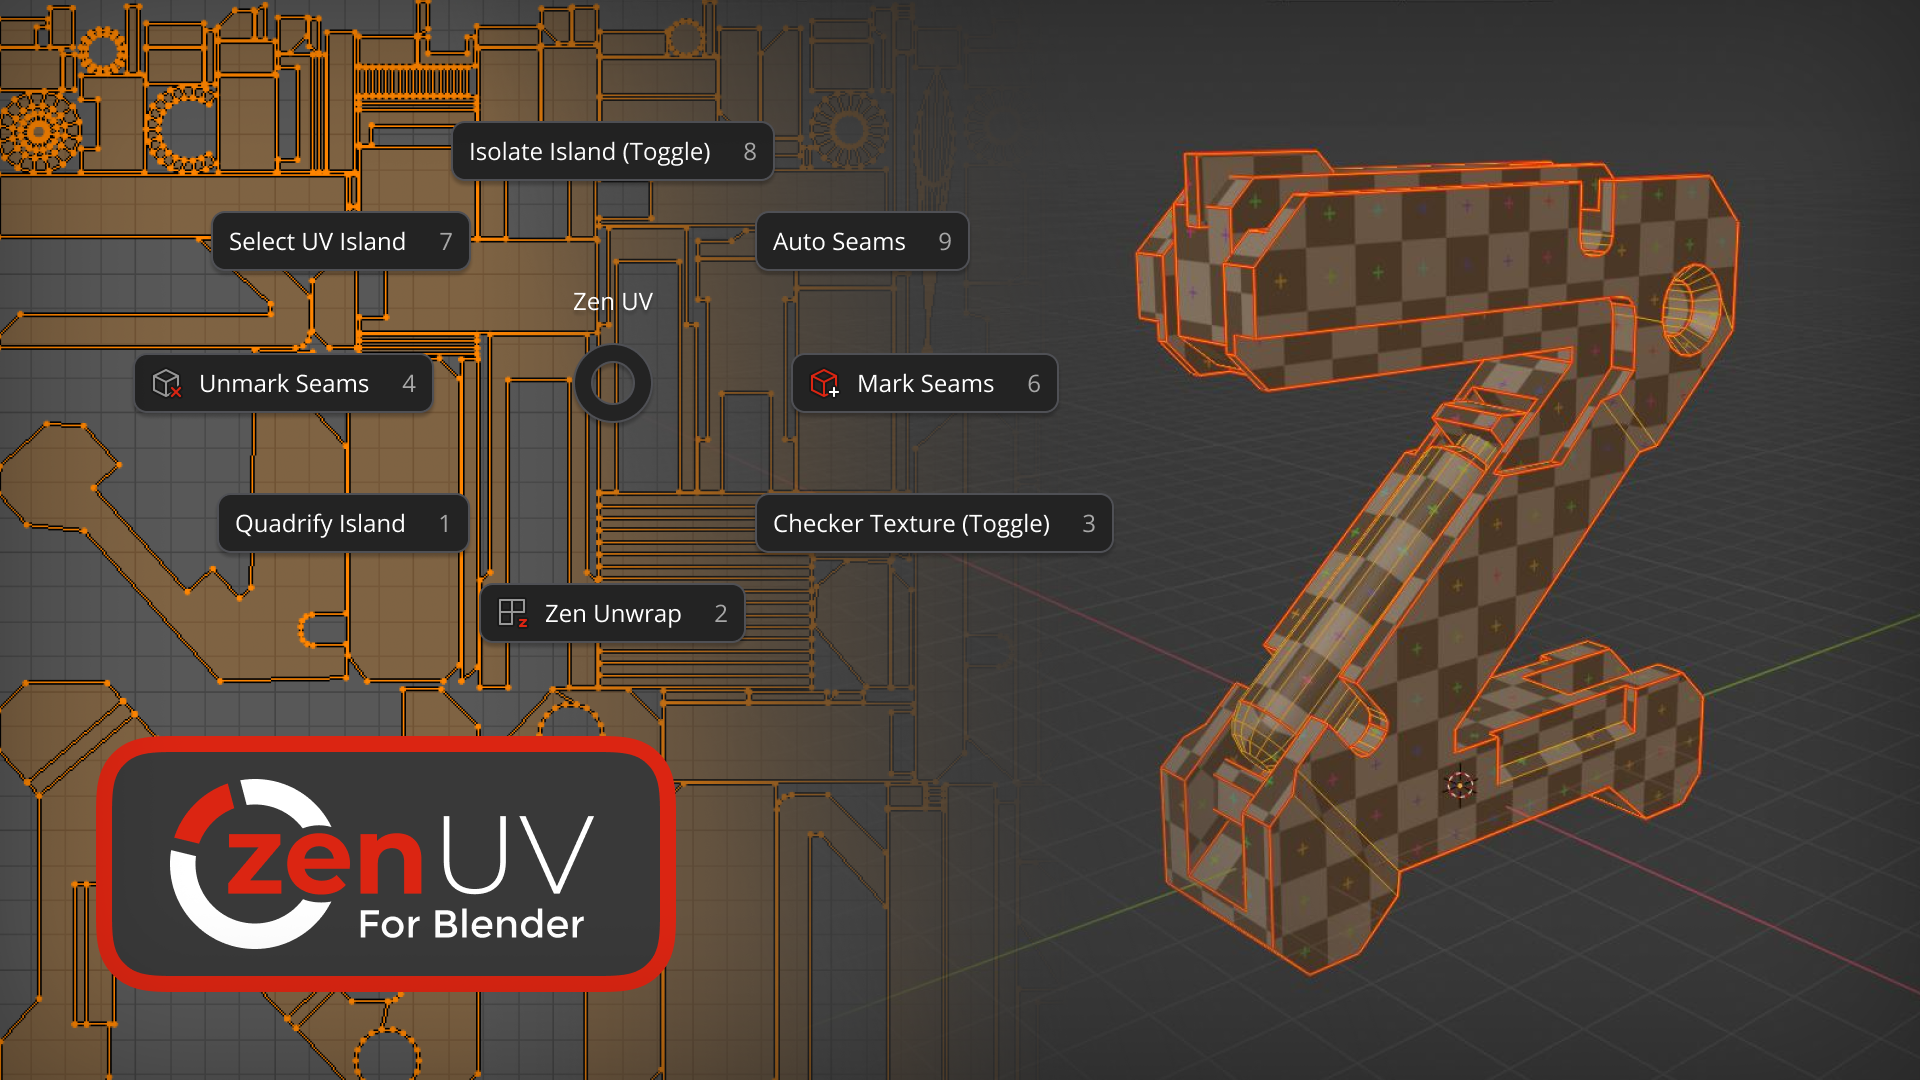 Isolate Island (Toggle) 8
Select UV Island 7
Auto Seams 9
Zen UV
Unmark Seams 4
Mark Seams 6
Quadrify Island 1
Checker Texture (Toggle) 3
Zen Unwrap 2
zen UV
For Blender